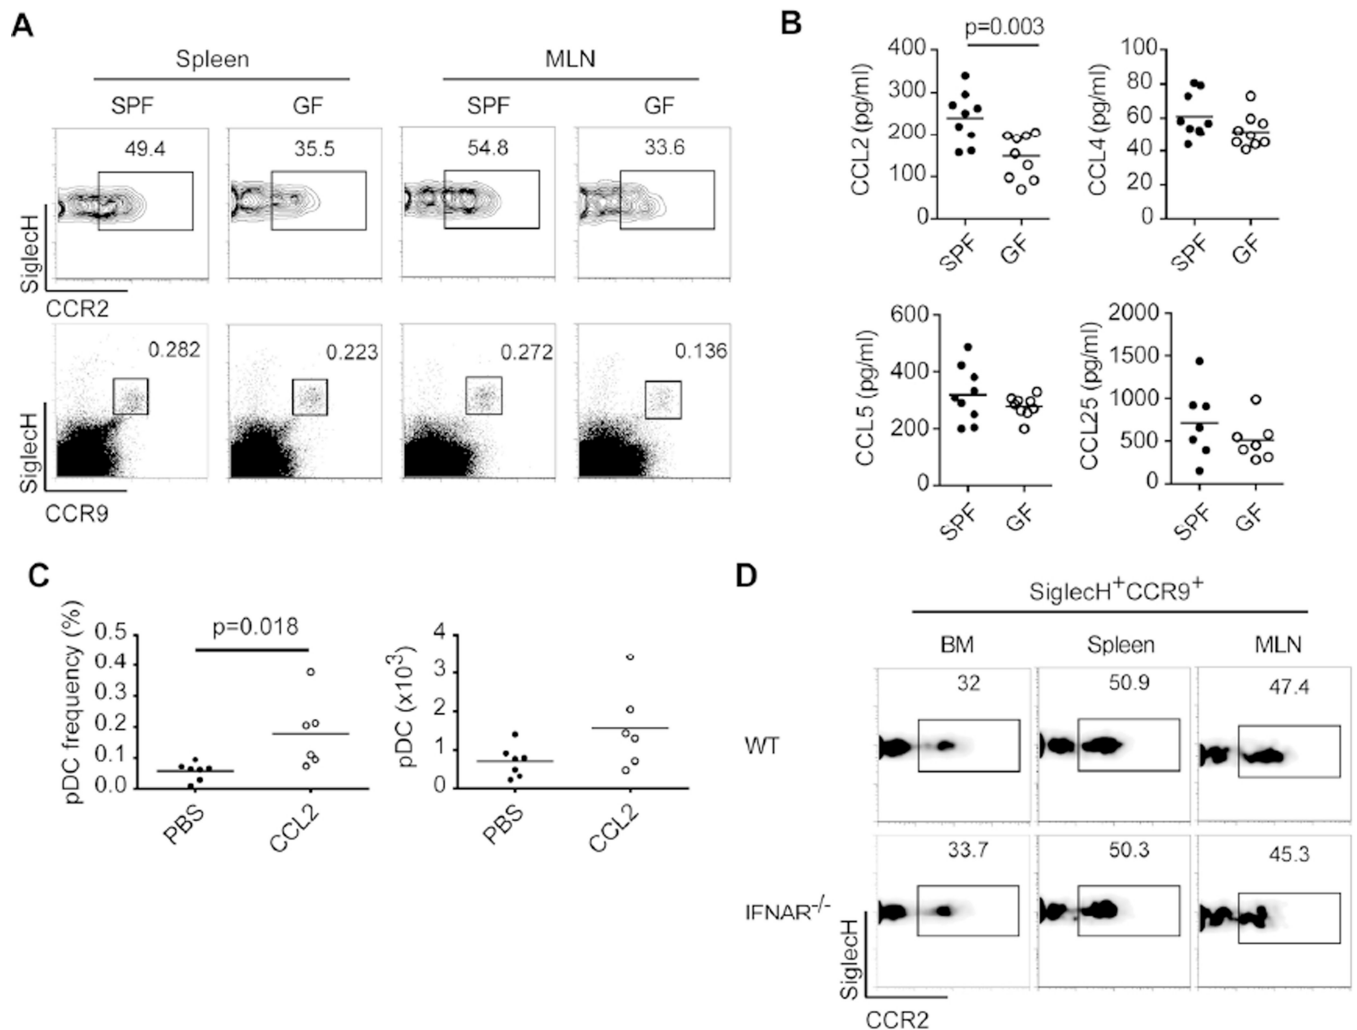 A
Spleen
MLN
SPF
GF
SPF
GF
49.4
35.5
54.8
33.6
SiglecH
CCR2
0.282
0.223
0.272
0.136
SiglecH
CCR9
B
p=0.003
CCL2 (pg/ml)
400
300
200
100
0
SPF
GF
CCL4 (pg/ml)
100
80
60
40
20
0
SPF
GF
CCL5 (pg/ml)
600
400
200
0
SPF
GF
CCL25 (pg/ml)
2000
1500
1000
500
0
SPF
GF
C
p=0.018
pDC frequency (%)
0.5
0.4
0.3
0.2
0.1
0.0
PBS
CCL2
pDC (x10³)
4
3
2
1
0
PBS
CCL2
D
SiglecH⁺CCR9⁺
BM
Spleen
MLN
WT
32
50.9
47.4
IFNAR⁻/⁻
33.7
50.3
45.3
SiglecH
CCR2